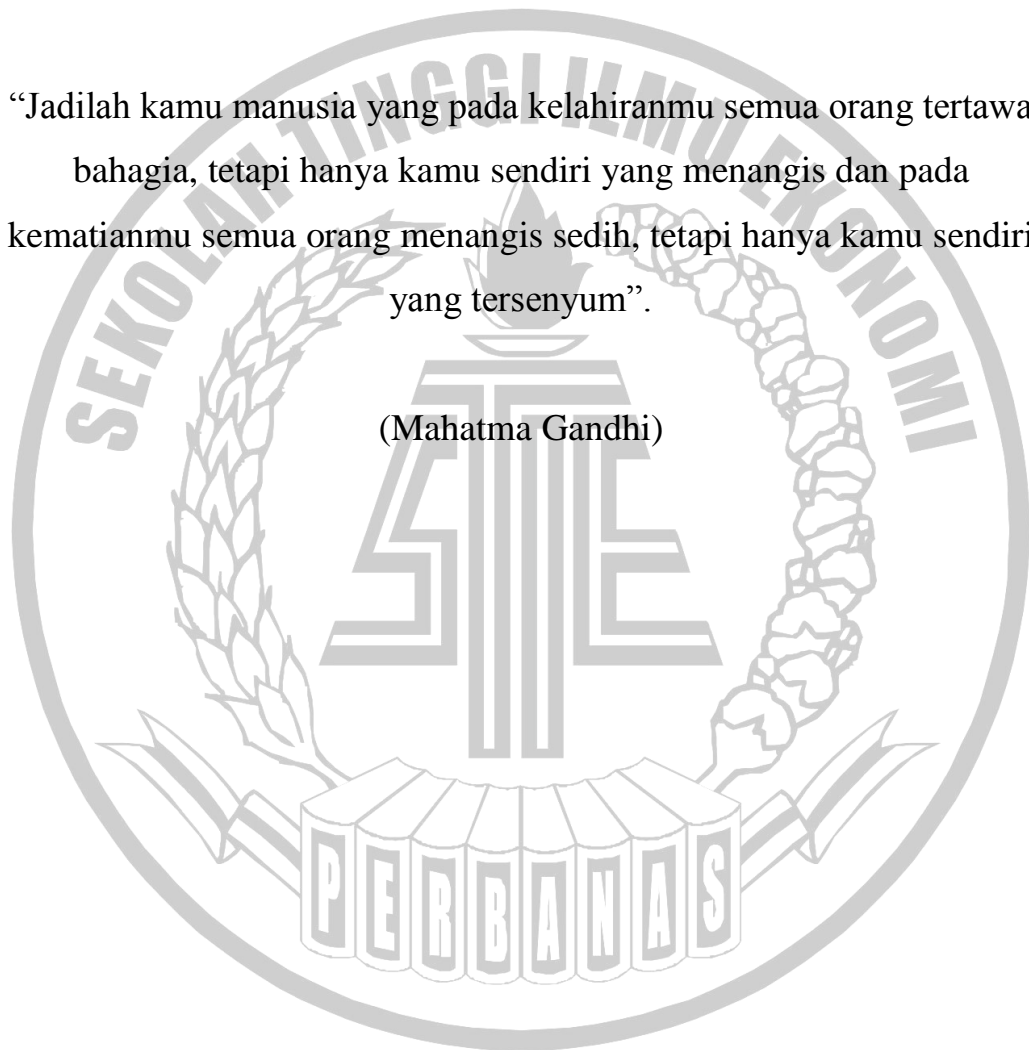 “Jadilah kamu manusia yang pada kelahiranmu semua orang tertawa
bahagia, tetapi hanya kamu sendiri yang menangis dan pada
kematianmu semua orang menangis sedih, tetapi hanya kamu sendiri
yang tersenyum”.
(Mahatma Gandhi)
SEKOLAH TINGGI ILMU EKONOMI
STIE
PERBANAS